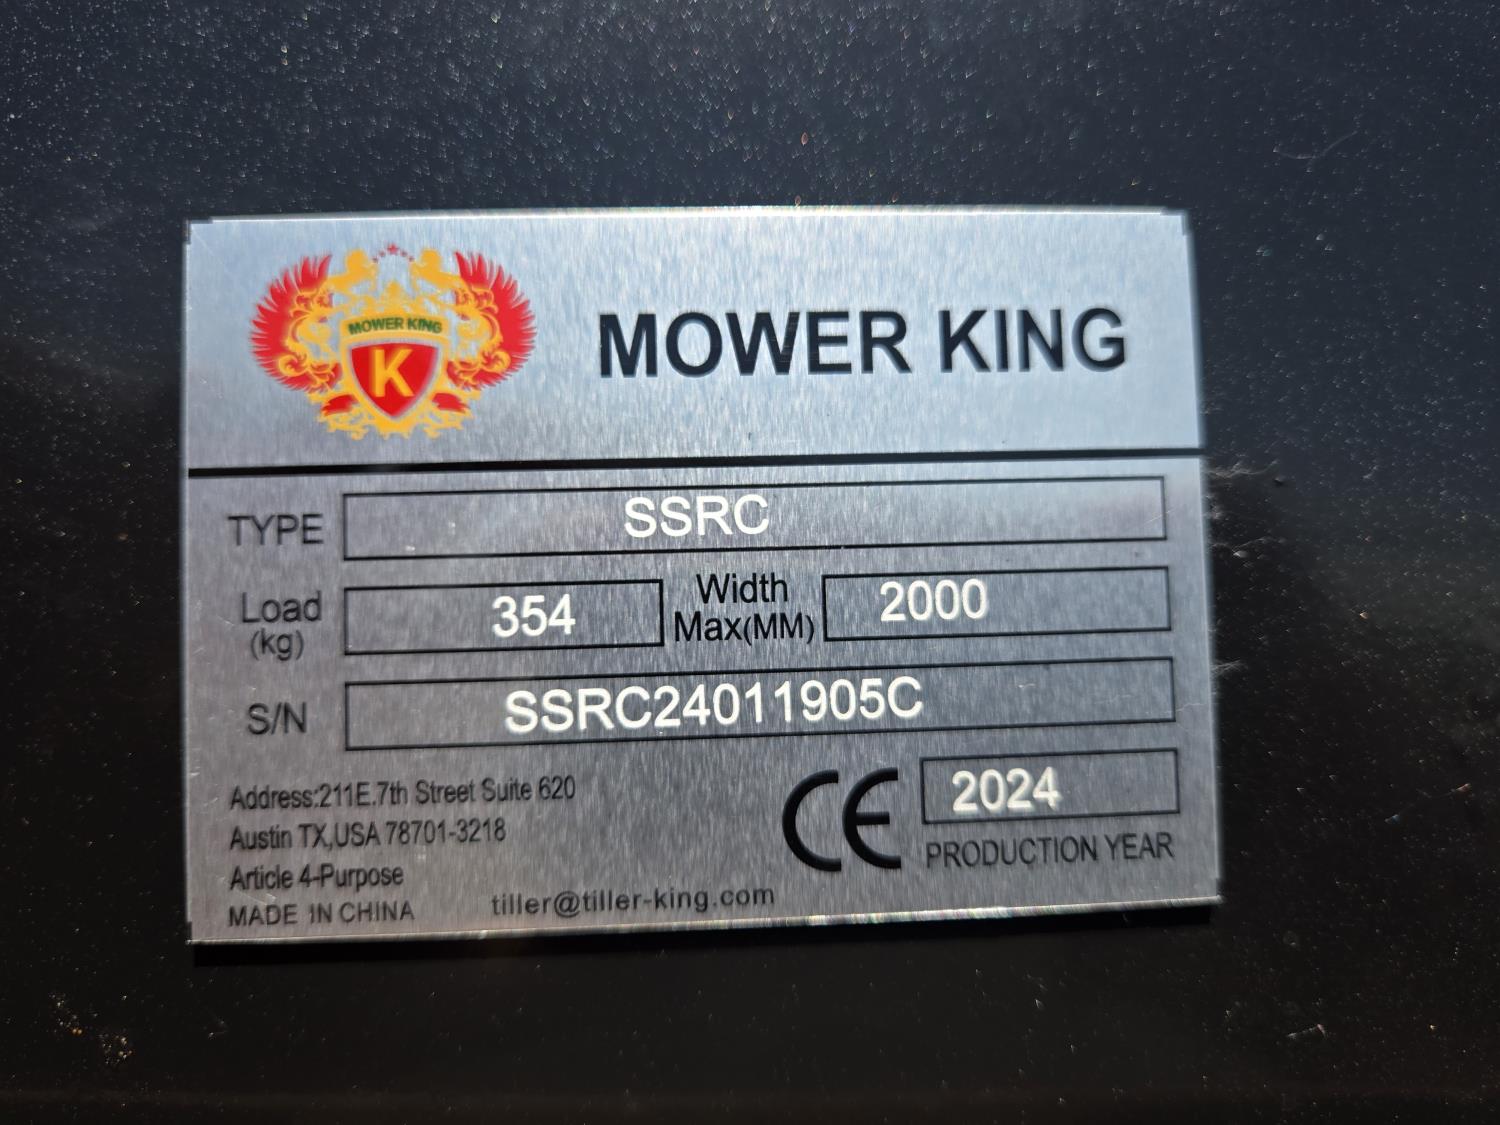 MOWER KING
K
MOWER KING
TYPE SSRC
Load (kg) 354 Width Max(MM) 2000
S/N SSRC24011905C
Address:211E.7th Street Suite 620
Austin TX,USA 78701-3218
Article 4-Purpose
MADE IN CHINA
tiller@tiller-king.com
CE 2024
PRODUCTION YEAR